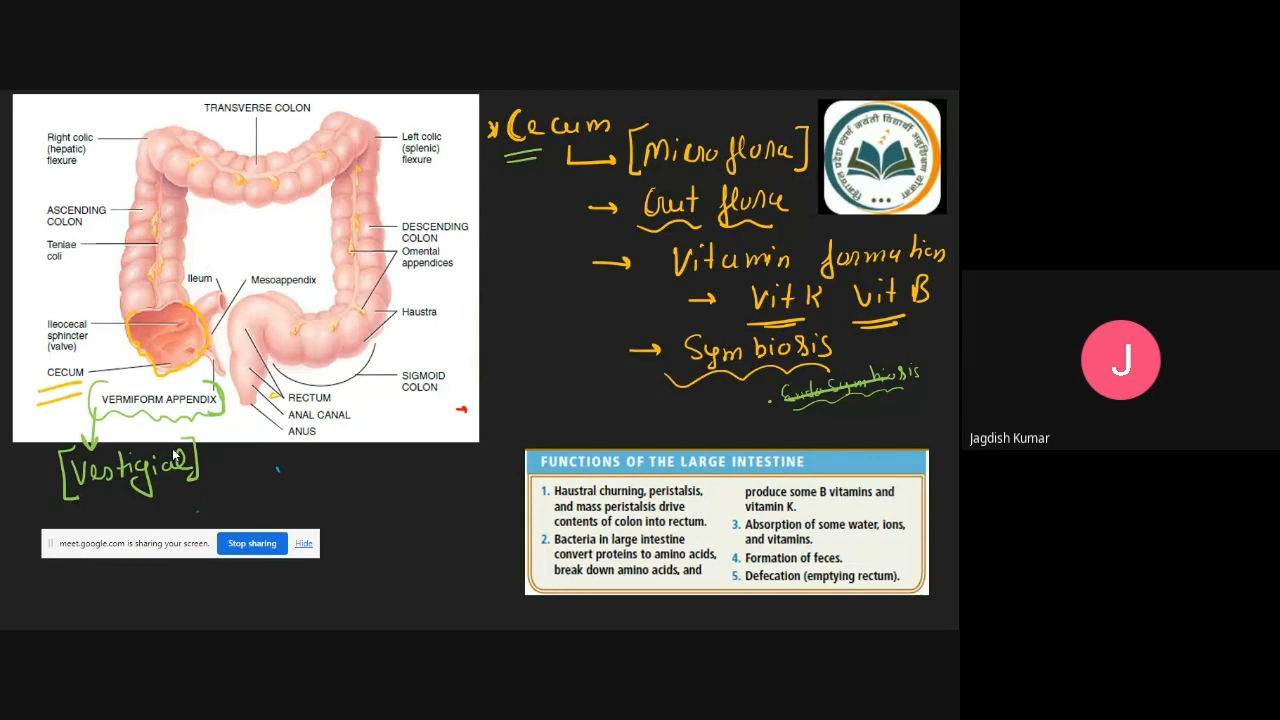 TRANSVERSE COLON
Right colic
(hepatic)
flexure
Left colic
(splenic)
flexure
ASCENDING
COLON
Teniae
coli
DESCENDING
COLON
Omental
appendices
Ileum
Mesoappendix
Haustra
Ileocecal
sphincter
(valve)
CECUM
VERMIFORM APPENDIX
SIGMOID
COLON
RECTUM
ANAL CANAL
ANUS
[Vestigial]
Cecum
[Microflora]
→ Gut flora
→ Vitamin formation
→ Vit K Vit B
→ Symbiosis
FUNCTIONS OF THE LARGE INTESTINE
1. Haustral churning, peristalsis,
and mass peristalsis drive
contents of colon into rectum.
2. Bacteria in large intestine
convert proteins to amino acids,
break down amino acids, and
produce some B vitamins and
vitamin K.
3. Absorption of some water, ions,
and vitamins.
4. Formation of feces.
5. Defecation (emptying rectum).
meet.google.com is sharing your screen.
Stop sharing
Hide
J
Jagdish Kumar